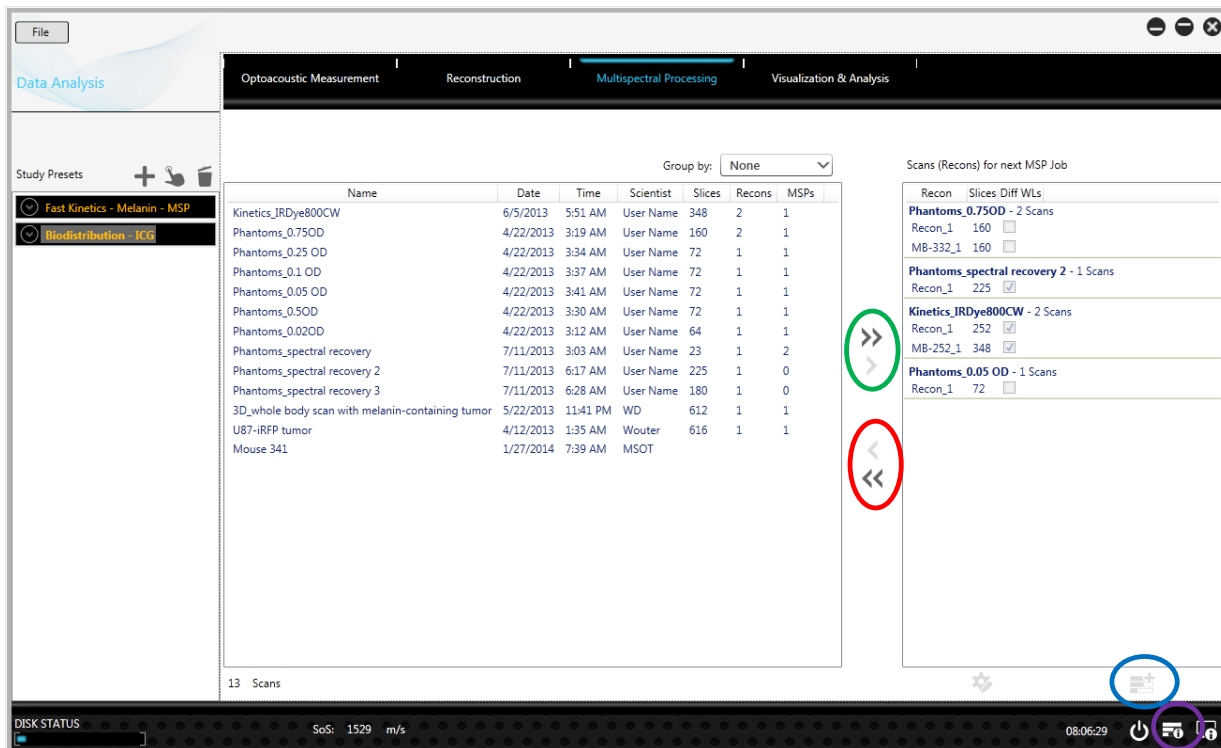 File
Data Analysis
Optoacoustic Measurement Reconstruction Multispectral Processing Visualization & Analysis
Study Presets
Fast Kinetics - Melanin - MSP
Biodistribution - ICG
Group by: None
Name Date Time Scientist Slices Recons MSPs
Kinetics_IRDye800CW 6/5/2013 5:51 AM User Name 348 2 1
Phantoms_0.75OD 4/22/2013 3:19 AM User Name 160 2 1
Phantoms_0.25 OD 4/22/2013 3:34 AM User Name 72 1 1
Phantoms_0.1 OD 4/22/2013 3:37 AM User Name 72 1 1
Phantoms_0.05 OD 4/22/2013 3:41 AM User Name 72 1 1
Phantoms_0.5OD 4/22/2013 3:30 AM User Name 72 1 1
Phantoms_0.02OD 4/22/2013 3:12 AM User Name 64 1 1
Phantoms_spectral recovery 7/11/2013 3:03 AM User Name 23 1 2
Phantoms_spectral recovery 2 7/11/2013 6:17 AM User Name 225 1 0
Phantoms_spectral recovery 3 7/11/2013 6:28 AM User Name 180 1 0
3D_whole body scan with melanin-containing tumor 5/22/2013 11:41 PM WD 612 1 1
U87-iRFP tumor 4/12/2013 1:35 AM Wouter 616 1 1
Mouse 341 1/27/2014 7:39 AM MSOT
13 Scans
Scans (Recons) for next MSP Job
Recon Slices Diff WLs
Phantoms_0.75OD - 2 Scans
Recon_1 160
MB-332_1 160
Phantoms_spectral recovery 2 - 1 Scans
Recon_1 225
Kinetics_IRDye800CW - 2 Scans
Recon_1 252
MB-252_1 348
Phantoms_0.05 OD - 1 Scans
Recon_1 72
DISK STATUS
SoS: 1529 m/s
08:06:29